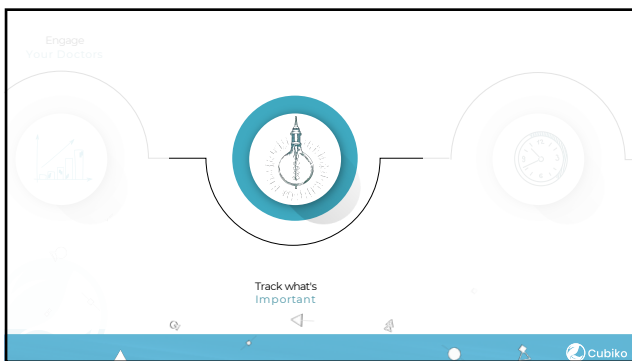 Engage
Your Doctors
Track what's
Important
Cubiko